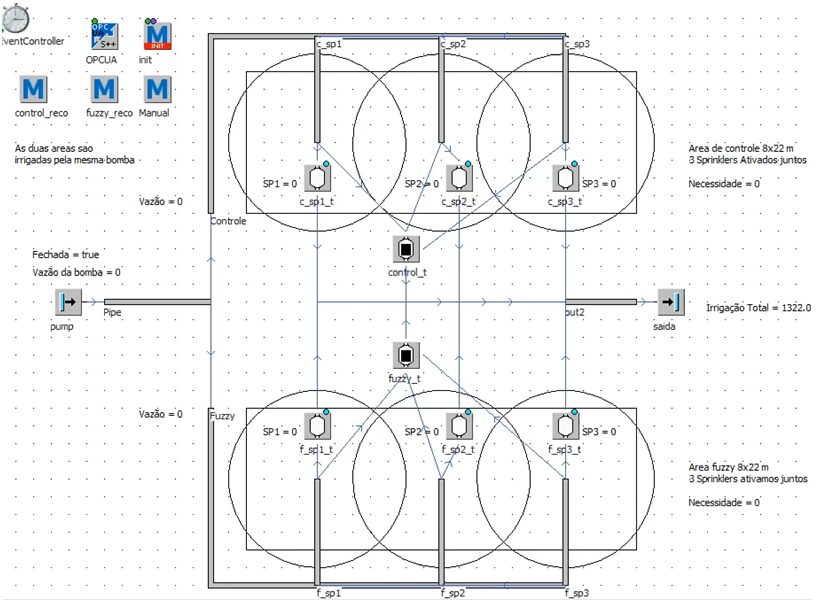 EventController
OPC
UA
S++
OPCUA
M
INIT
init
M
control_reco
M
fuzzy_reco
M
Manual
As duas areas sao
irrigadas pela mesma bomba
c_sp1
c_sp2
c_sp3
SP1 = 0
c_sp1_t
SP2 = 0
c_sp2_t
SP3 = 0
c_sp3_t
Area de controle 8x22 m
3 Sprinklers Ativados juntos
Necessidade = 0
Vazão = 0
Controle
control_t
Fechada = true
Vazão da bomba = 0
pump
Pipe
out2
saida
Irrigação Total = 1322.0
fuzzy_t
Vazão = 0
Fuzzy
SP1 = 0
f_sp1_t
SP2 = 0
f_sp2_t
SP3 = 0
f_sp3_t
Area fuzzy 8x22 m
3 Sprinklers ativamos juntos
Necessidade = 0
f_sp1
f_sp2
f_sp3